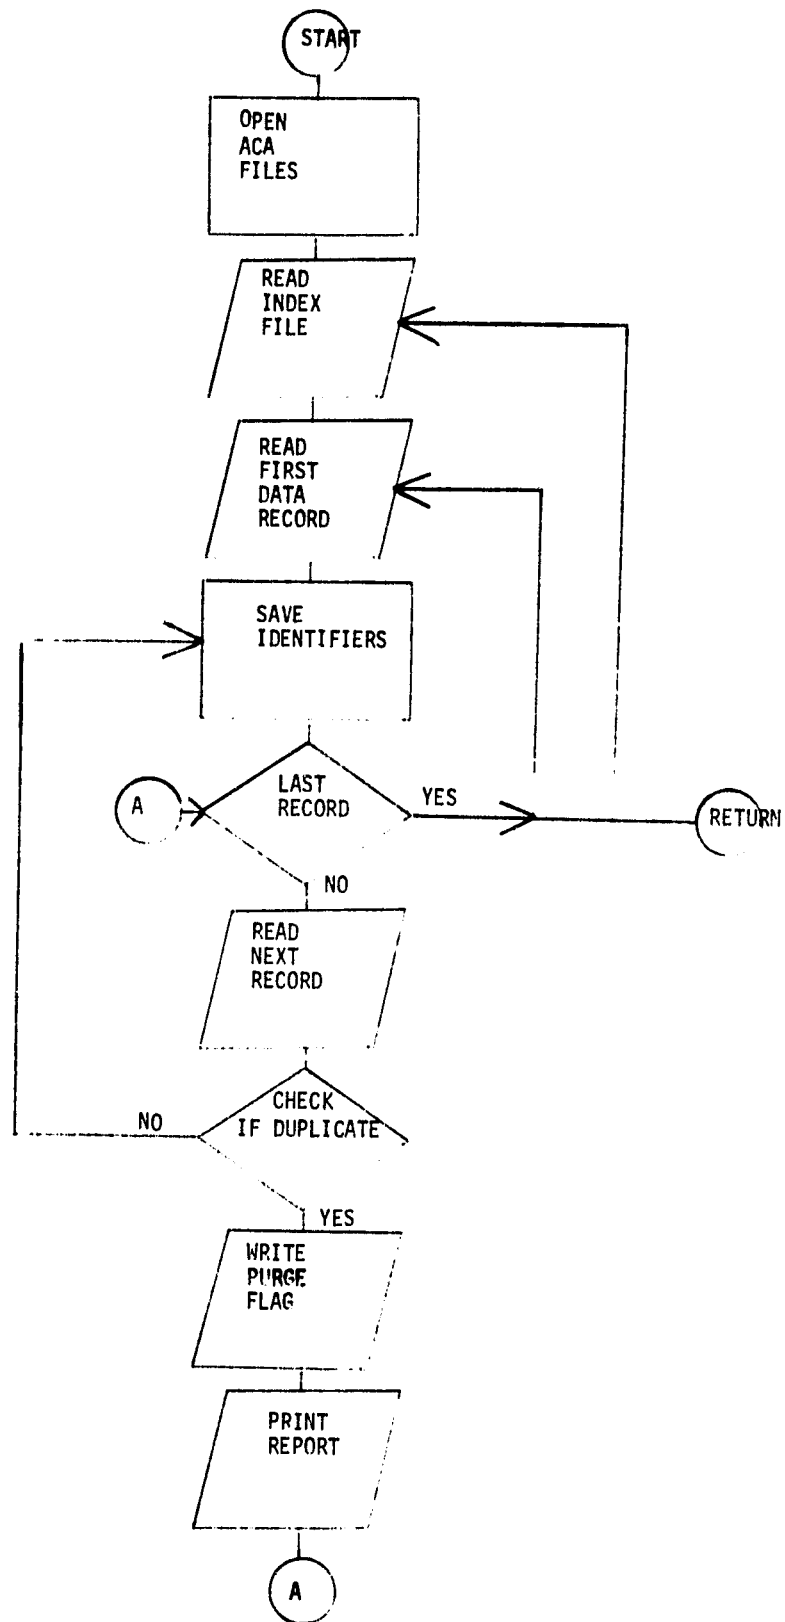 START
OPEN
ACA
FILES
READ
INDEX
FILE
READ
FIRST
DATA
RECORD
SAVE
IDENTIFIERS
A
LAST
RECORD
YES
RETURN
NO
READ
NEXT
RECORD
NO
CHECK
IF DUPLICATE
YES
WRITE
PURGE
FLAG
PRINT
REPORT
A